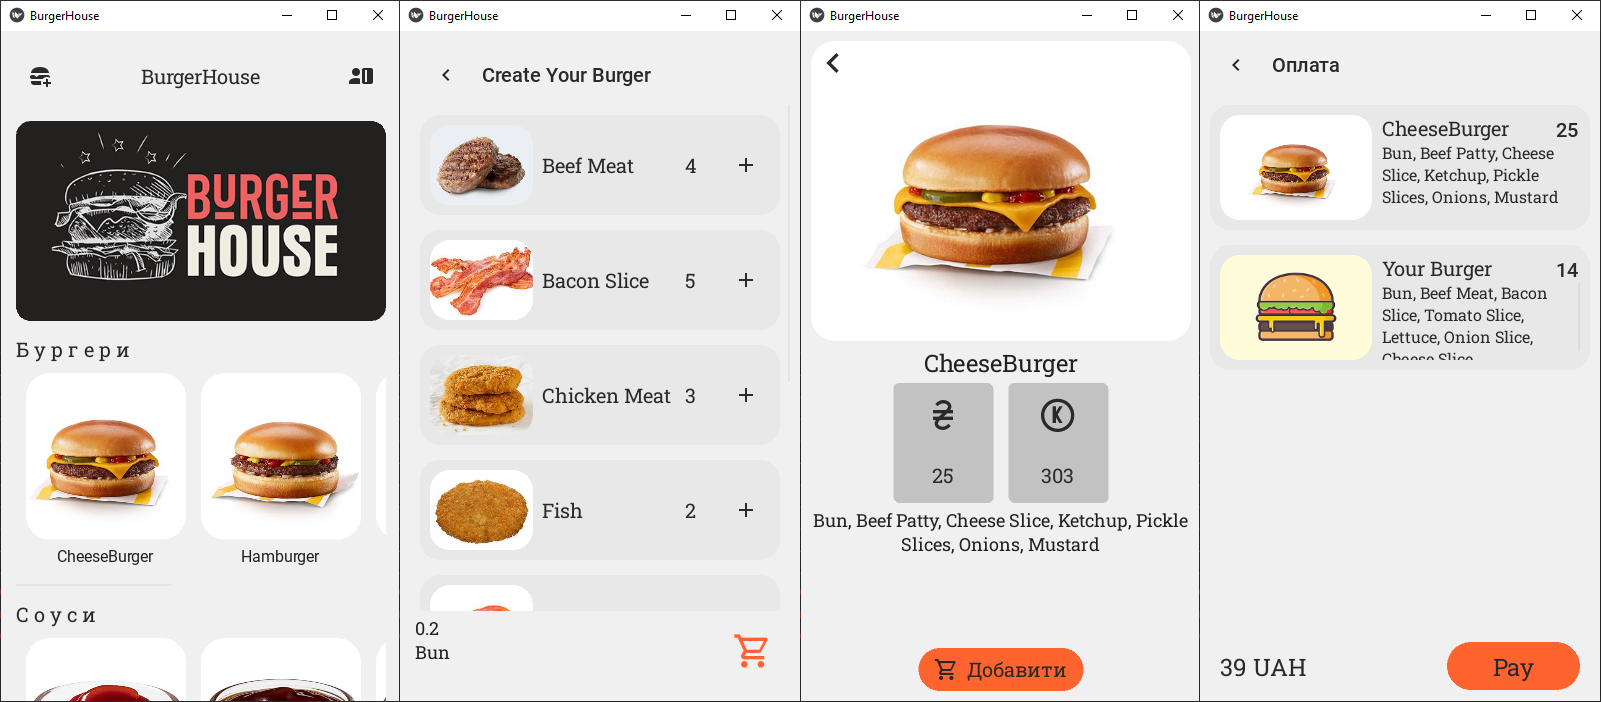 BurgerHouse
BurgerHouse
BURGER
HOUSE
Бургери
CheeseBurger
Hamburger
Соуси
BurgerHouse
Create Your Burger
Beef Meat 4 +
Bacon Slice 5 +
Chicken Meat 3 +
Fish 2 +
0.2
Bun
BurgerHouse
CheeseBurger
₴ K
25 303
Bun, Beef Patty, Cheese Slice, Ketchup, Pickle
Slices, Onions, Mustard
Добавити
BurgerHouse
Оплата
CheeseBurger 25
Bun, Beef Patty, Cheese
Slice, Ketchup, Pickle
Slices, Onions, Mustard
Your Burger 14
Bun, Beef Meat, Bacon
Slice, Tomato Slice,
Lettuce, Onion Slice,
Cheese Slice
39 UAH
Pay